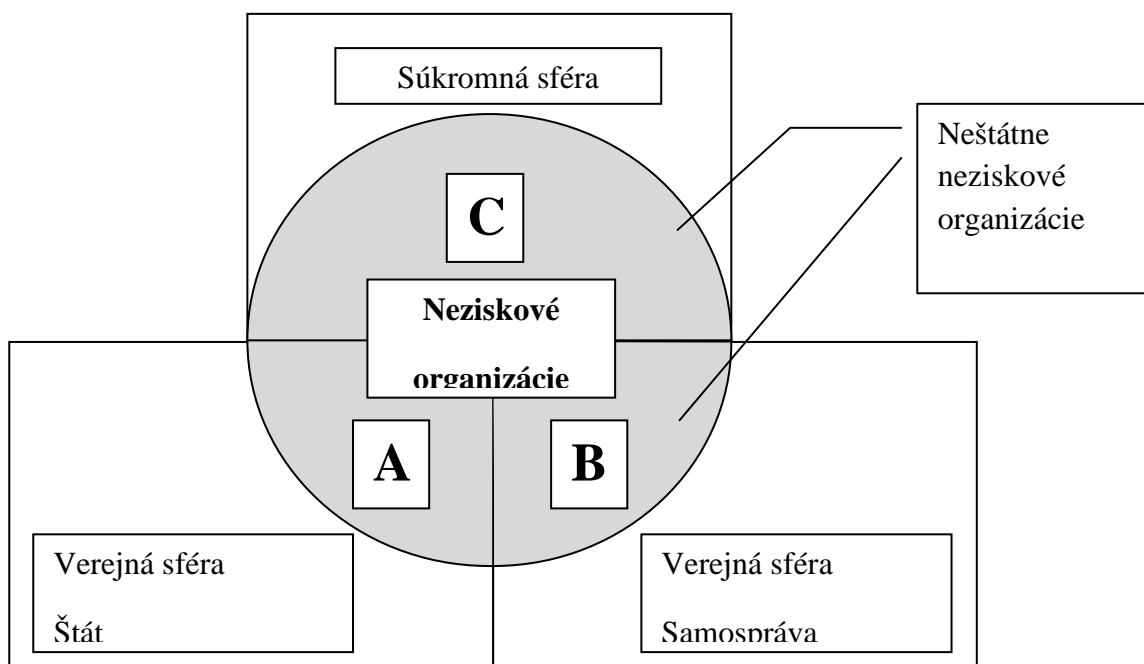 Súkromná sféra
Neštátne
neziskové
organizácie
C
Neziskové
organizácie
A
B
Verejná sféra
Štát
Verejná sféra
Samospráva